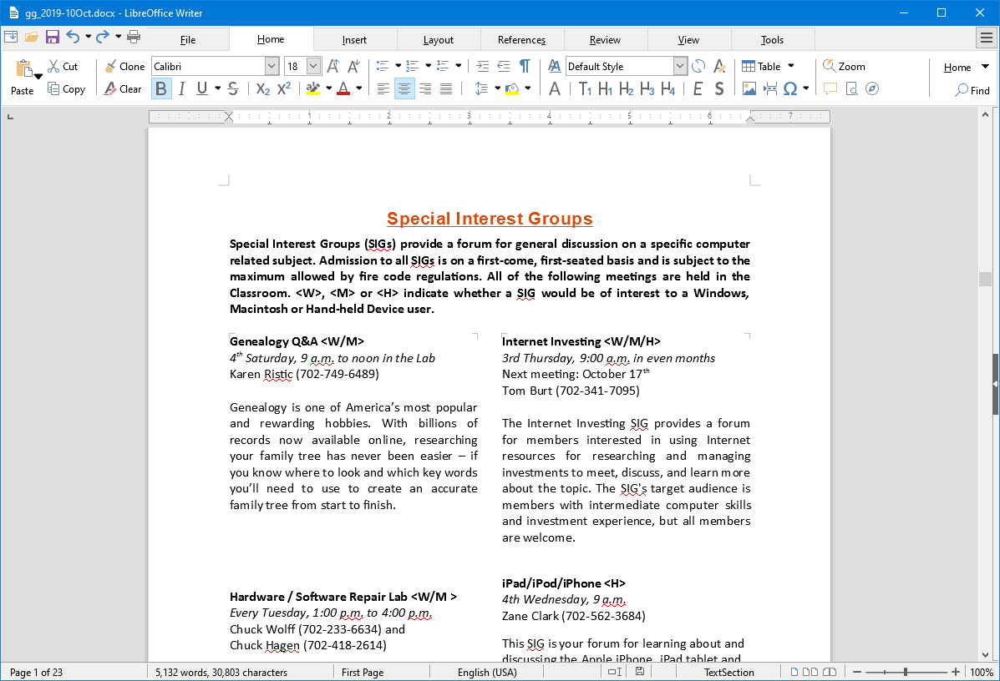 gg_2019-10Oct.docx - LibreOffice Writer
File Home Insert Layout References Review View Tools
Paste Cut Copy Clone Clear Calibri 18 Default Style Table Zoom Home Find
1 2 3 4 5 6 7
Special Interest Groups
Special Interest Groups (SIGs) provide a forum for general discussion on a specific computer
related subject. Admission to all SIGs is on a first-come, first-seated basis and is subject to the
maximum allowed by fire code regulations. All of the following meetings are held in the
Classroom. <W>, <M> or <H> indicate whether a SIG would be of interest to a Windows,
Macintosh or Hand-held Device user.
Genealogy Q&A <W/M>
4th Saturday, 9 a.m. to noon in the Lab
Karen Ristic (702-749-6489)
Genealogy is one of America's most popular
and rewarding hobbies. With billions of
records now available online, researching
your family tree has never been easier – if
you know where to look and which key words
you'll need to use to create an accurate
family tree from start to finish.
Hardware / Software Repair Lab <W/M >
Every Tuesday, 1:00 p.m. to 4:00 p.m.
Chuck Wolff (702-233-6634) and
Chuck Hagen (702-418-2614)
Internet Investing <W/M/H>
3rd Thursday, 9:00 a.m. in even months
Next meeting: October 17th
Tom Burt (702-341-7095)
The Internet Investing SIG provides a forum
for members interested in using Internet
resources for researching and managing
investments to meet, discuss, and learn more
about the topic. The SIG's target audience is
members with intermediate computer skills
and investment experience, but all members
are welcome.
iPad/iPod/iPhone <H>
4th Wednesday, 9 a.m.
Zane Clark (702-562-3684)
This SIG is your forum for learning about and
discussing the Apple iPhone, iPad tablet and
Page 1 of 23 5,132 words, 30,803 characters First Page English (USA) TextSection 100%